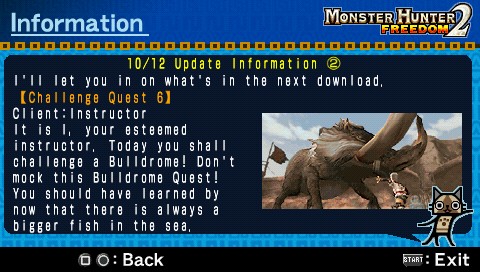 Information
MONSTER HUNTER
FREEDOM 2
10/12 Update Information ②
I'll let you in on what's in the next download.
【Challenge Quest 6】
Client:Instructor
It is I, your esteemed
instructor. Today you shall
challenge a Bulldrome! Don't
mock this Bulldrome Quest!
You should have learned by
now that there is always a
bigger fish in the sea.
□○: Back
START: Exit